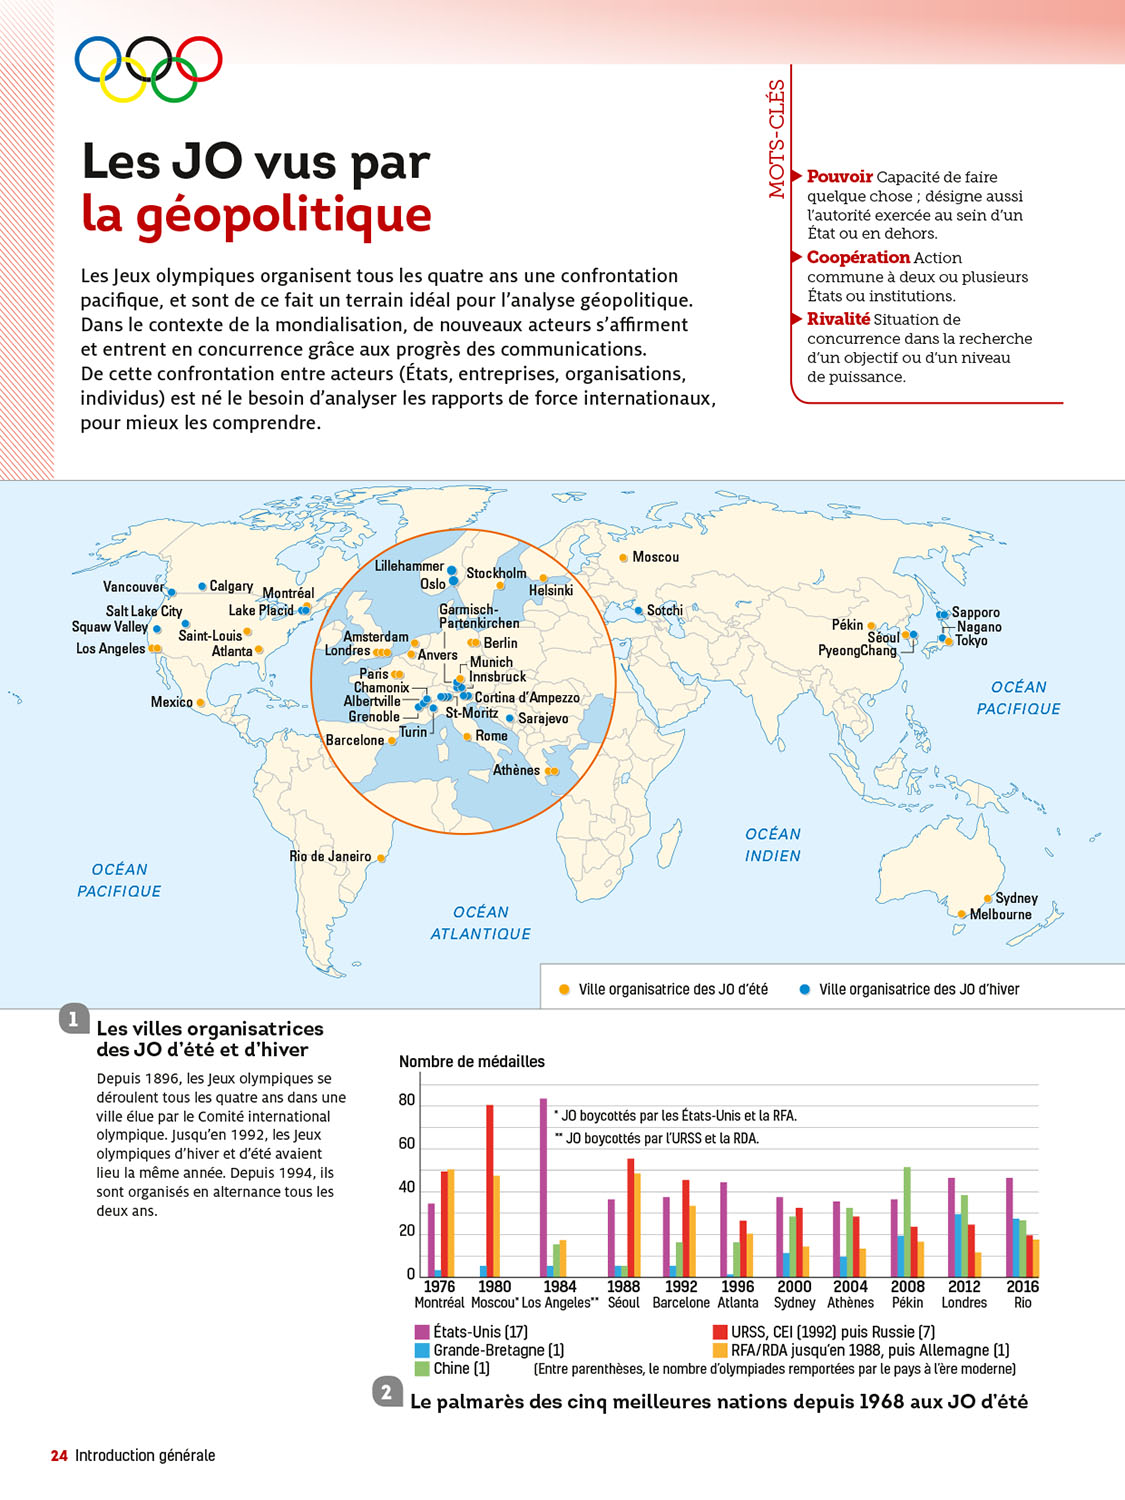 Les JO vus par
la géopolitique
Les Jeux olympiques organisent tous les quatre ans une confrontation
pacifique, et sont de ce fait un terrain idéal pour l'analyse géopolitique.
Dans le contexte de la mondialisation, de nouveaux acteurs s'affirment
et entrent en concurrence grâce aux progrès des communications.
De cette confrontation entre acteurs (États, entreprises, organisations,
individus) est né le besoin d'analyser les rapports de force internationaux,
pour mieux les comprendre.
MOTS-CLÉS
Pouvoir Capacité de faire
quelque chose ; désigne aussi
l'autorité exercée au sein d'un
État ou en dehors.
Coopération Action
commune à deux ou plusieurs
États ou institutions.
Rivalité Situation de
concurrence dans la recherche
d'un objectif ou d'un niveau
de puissance.
Vancouver
Calgary
Montréal
Salt Lake City
Lake Placid
Squaw Valley
Saint-Louis
Los Angeles
Atlanta
Mexico
Rio de Janeiro
Lillehammer
Oslo
Stockholm
Helsinki
Garmisch-
Partenkirchen
Amsterdam
Londres
Berlin
Anvers
Munich
Paris
Innsbruck
Chamonix
Albertville
Cortina d'Ampezzo
Grenoble
St-Moritz
Sarajevo
Turin
Barcelone
Rome
Athènes
Moscou
Sotchi
Pékin
Séoul
PyeongChang
Sapporo
Nagano
Tokyo
Sydney
Melbourne
OCÉAN
PACIFIQUE
OCÉAN
ATLANTIQUE
OCÉAN
INDIEN
OCÉAN
PACIFIQUE
Ville organisatrice des JO d'été
Ville organisatrice des JO d'hiver
1
Les villes organisatrices
des JO d'été et d'hiver
Depuis 1896, les Jeux olympiques se
déroulent tous les quatre ans dans une
ville élue par le Comité international
olympique. Jusqu'en 1992, les Jeux
olympiques d'hiver et d'été avaient
lieu la même année. Depuis 1994, ils
sont organisés en alternance tous les
deux ans.
Nombre de médailles
80
60
40
20
0
* JO boycottés par les États-Unis et la RFA.
** JO boycottés par l'URSS et la RDA.
1976 1980 1984 1988 1992 1996 2000 2004 2008 2012 2016
Montréal Moscou* Los Angeles** Séoul Barcelone Atlanta Sydney Athènes Pékin Londres Rio
États-Unis (17)
Grande-Bretagne (1)
Chine (1)
URSS, CEI (1992) puis Russie (7)
RFA/RDA jusqu'en 1988, puis Allemagne (1)
(Entre parenthèses, le nombre d'olympiades remportées par le pays à l'ère moderne)
2
Le palmarès des cinq meilleures nations depuis 1968 aux JO d'été
24 Introduction générale